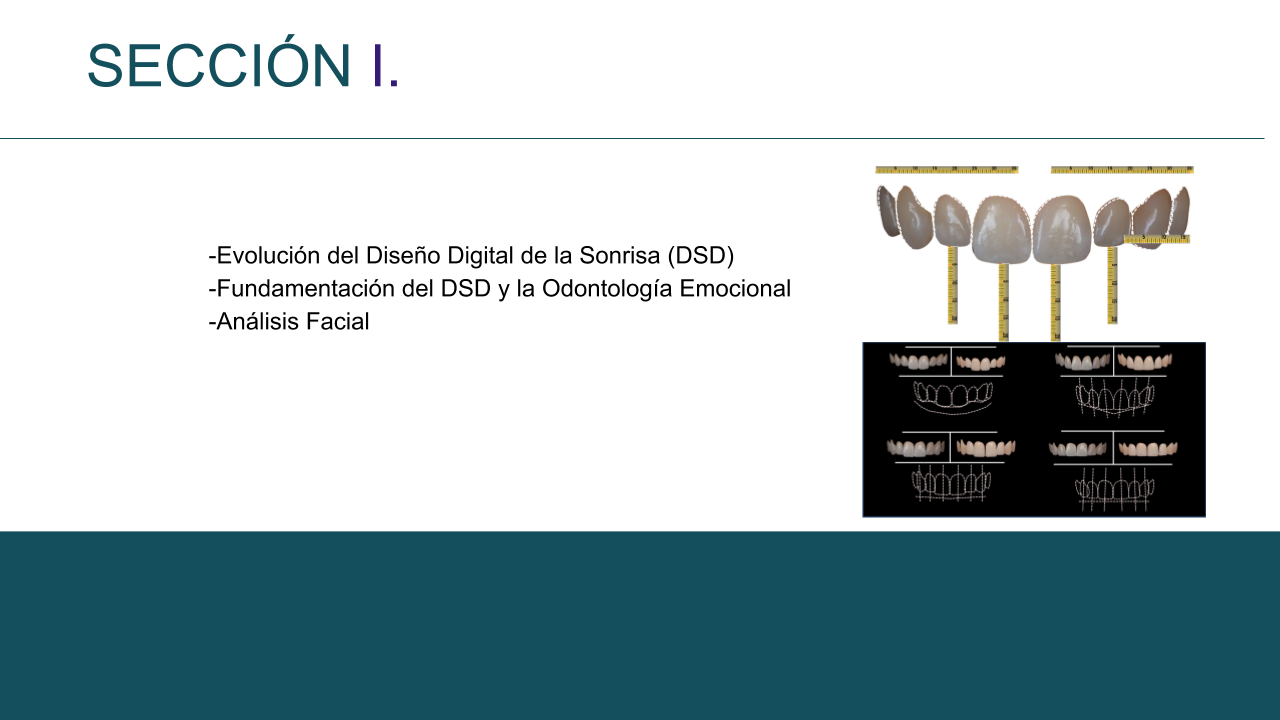 SECCIÓN I.
-Evolución del Diseño Digital de la Sonrisa (DSD)
-Fundamentación del DSD y la Odontología Emocional
-Análisis Facial